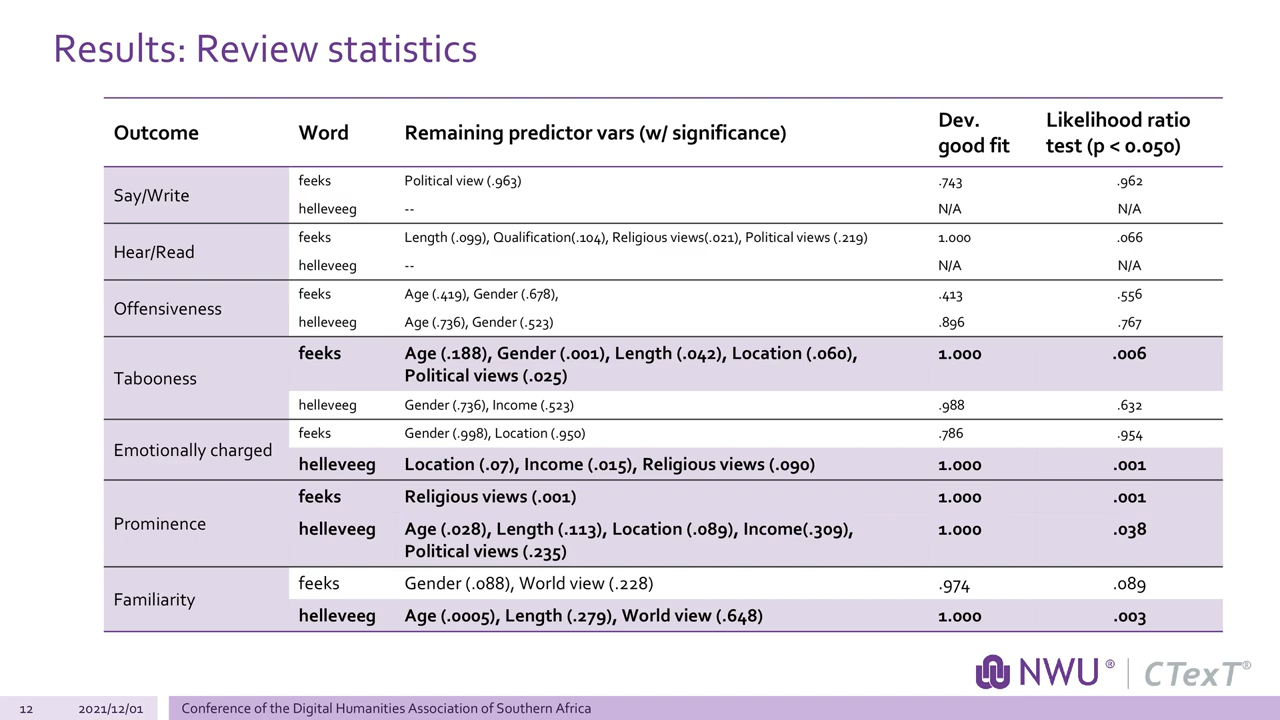 Results: Review statistics
Outcome Word Remaining predictor vars (w/ significance) Dev. good fit Likelihood ratio test (p < 0.050)
Say/Write
feeks Political view (.963) .743 .962
helleveeg -- N/A N/A
Hear/Read
feeks Length (.099), Qualification(.104), Religious views(.021), Political views (.219) 1.000 .066
helleveeg -- N/A N/A
Offensiveness
feeks Age (.419), Gender (.678), .413 .556
helleveeg Age (.736), Gender (.523) .896 .767
Tabooness
feeks Age (.188), Gender (.001), Length (.042), Location (.060), Political views (.025) 1.000 .006
helleveeg Gender (.736), Income (.523) .988 .632
Emotionally charged
feeks Gender (.998), Location (.950) .786 .954
helleveeg Location (.07), Income (.015), Religious views (.090) 1.000 .001
Prominence
feeks Religious views (.001) 1.000 .001
helleveeg Age (.028), Length (.113), Location (.089), Income(.309), Political views (.235) 1.000 .038
Familiarity
feeks Gender (.088), World view (.228) .974 .089
helleveeg Age (.0005), Length (.279), World view (.648) 1.000 .003
NWU ® CTexT ®
12 2021/12/01 Conference of the Digital Humanities Association of Southern Africa